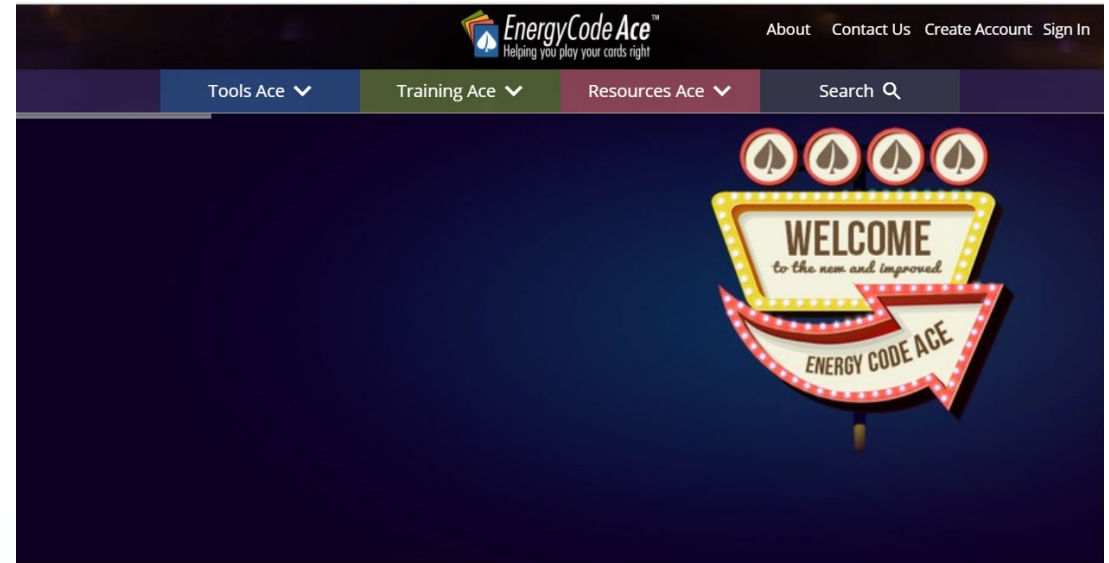 EnergyCode Ace™
Helping you play your cards right
About Contact Us Create Account Sign In
Tools Ace Training Ace Resources Ace Search
WELCOME
to the new and improved
ENERGY CODE ACE